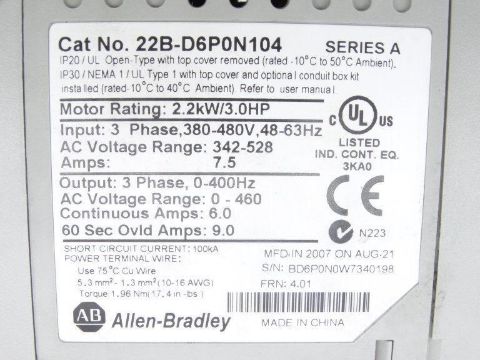 Cat No. 22B-D6P0N104 SERIES A
IP20 / UL Open-Type with top cover removed (rated -10°C to 50°C Ambient).
IP30 / NEMA 1 / UL Type 1 with top cover and optional conduit box kit
installed (rated -10°C to 40°C Ambient). Refer to user manual.
Motor Rating: 2.2kW/3.0HP
Input: 3 Phase, 380-480V, 48-63Hz
AC Voltage Range: 342-528
Amps: 7.5
C UL US
LISTED
IND. CONT. EQ.
3KA0
Output: 3 Phase, 0-400Hz
AC Voltage Range: 0 - 460
Continuous Amps: 6.0
60 Sec Ovld Amps: 9.0
CE
N223
SHORT CIRCUIT CURRENT: 100kA
POWER TERMINAL WIRE:
Use 75°C Cu Wire
5.3 mm² - 1.3 mm² (10-16 AWG)
Torque 1.96 Nm (17.4 in-lbs)
MFD-IN 2007 ON AUG-21
S/N: BD6P0N0W7340198
FRN: 4.01
AB Allen-Bradley
MADE IN CHINA